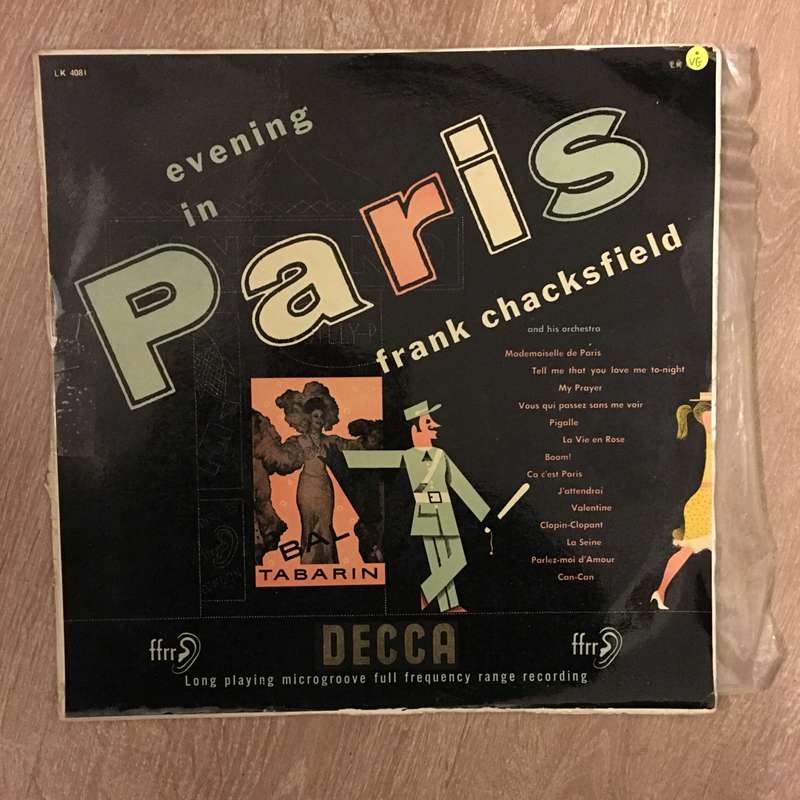 LK 4081
VG
evening
in
Paris
frank chacksfield
and his orchestra
Mademoiselle de Paris
Tell me that you love me to-night
My Prayer
Vous qui passez sans me voir
Pigalle
La Vie en Rose
Boom!
Ca c'est Paris
J'attendrai
Valentine
Clopin-Clopant
La Seine
Parlez-moi d'Amour
Can-Can
BAL
TABARIN
ffrr
DECCA
ffrr
Long playing microgroove full frequency range recording